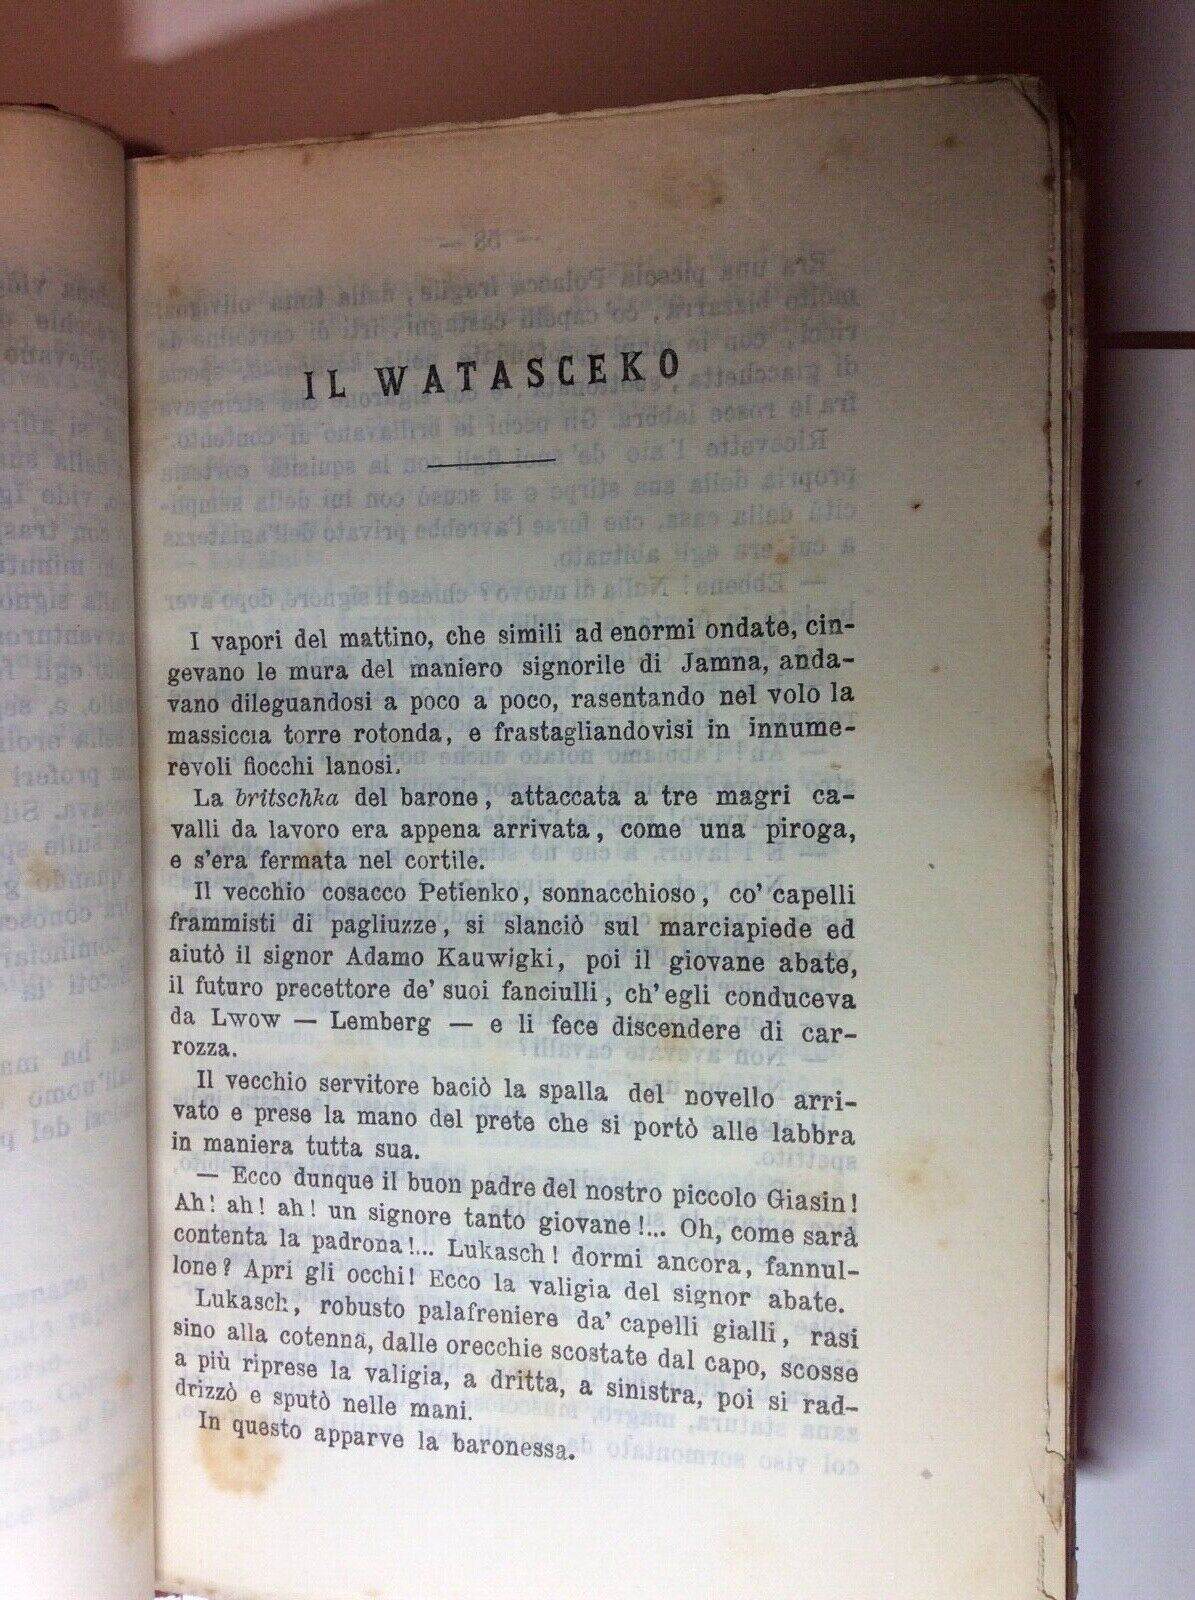 IL WATASCEKO
I vapori del mattino, che simili ad enormi ondate, cin-
gevano le mura del maniero signorile di Jamna, anda-
vano dileguandosi a poco a poco, rasentando nel volo la
massiccia torre rotonda, e frastagliandovisi in innume-
revoli fiocchi lanosi.
La britschka del barone, attaccata a tre magri ca-
valli da lavoro era appena arrivata, come una piroga,
e s'era fermata nel cortile.
Il vecchio cosacco Petienko, sonnacchioso, co' capelli
frammisti di pagliuzze, si slanciò sul marciapiede ed
aiutò il signor Adamo Kauwigki, poi il giovane abate,
il futuro precettore de' suoi fanciulli, ch'egli conduceva
da Lwow — Lemberg — e li fece discendere di car-
rozza.
Il vecchio servitore baciò la spalla del novello arri-
vato e prese la mano del prete che si portò alle labbra
in maniera tutta sua.
— Ecco dunque il buon padre del nostro piccolo Giasin!
Ah! ah! ah! un signore tanto giovane!... Oh, come sarà
contenta la padrona!... Lukasch! dormi ancora, fannul-
lone? Apri gli occhi! Ecco la valigia del signor abate.
Lukasch, robusto palafreniere da' capelli gialli, rasi
sino alla cotenna, dalle orecchie scostate dal capo, scosse
a più riprese la valigia, a dritta, a sinistra, poi si rad-
drizzò e sputò nelle mani.
In questo apparve la baronessa.